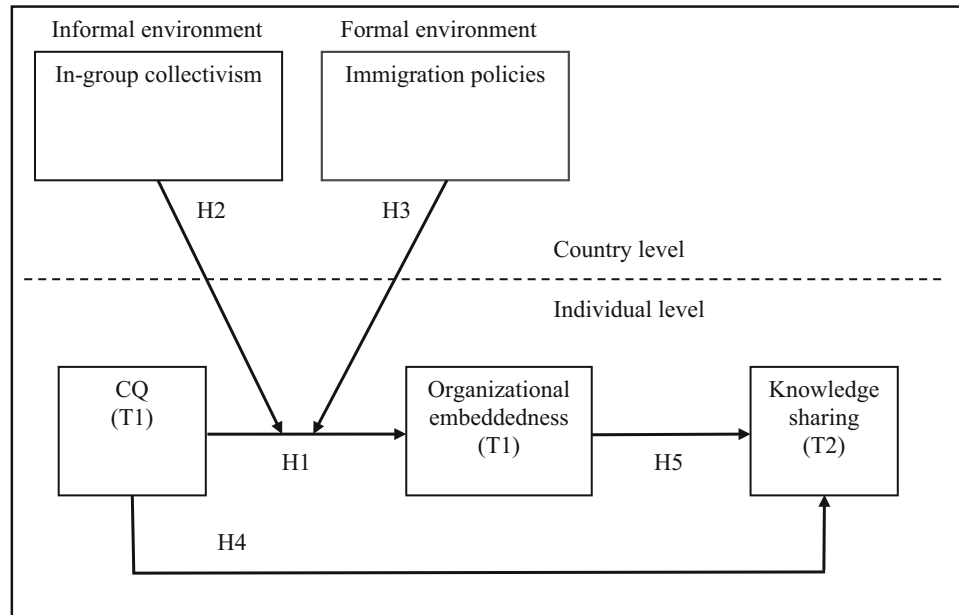 Informal environment
Formal environment
In-group collectivism
Immigration policies
H2
H3
Country level
Individual level
CQ
(T1)
Organizational
embeddedness
(T1)
Knowledge
sharing
(T2)
H1
H5
H4